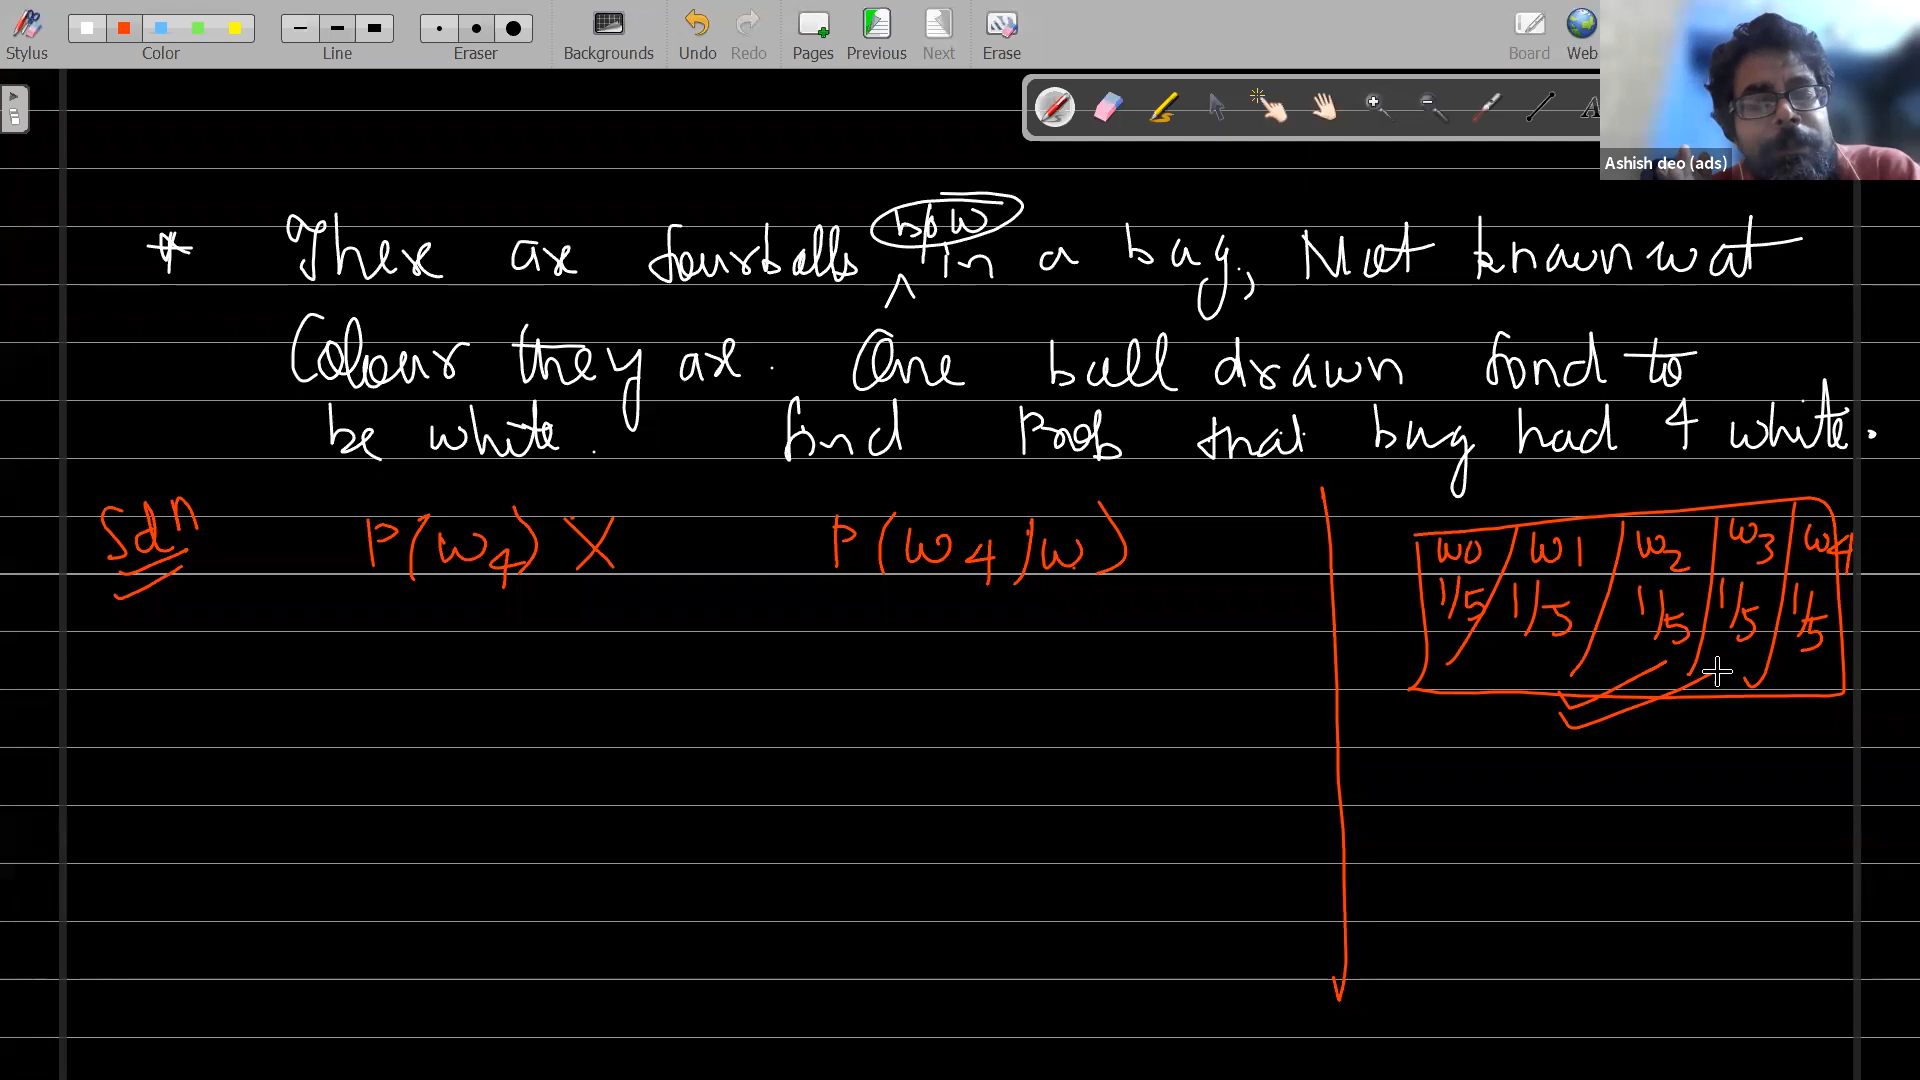 Stylus Color Line Eraser Backgrounds Undo Redo Pages Previous Next Erase Board Web
Ashish deo (ads)
* There are four balls b/w in a bag, Not known wat
Colour they are. One ball drawn fond to
be white. find Prob that bag had 4 white.
Soln P(W4) X P(W4/W)
W0 W1 W2 W3 W4
1/5 1/5 1/5 1/5 1/5